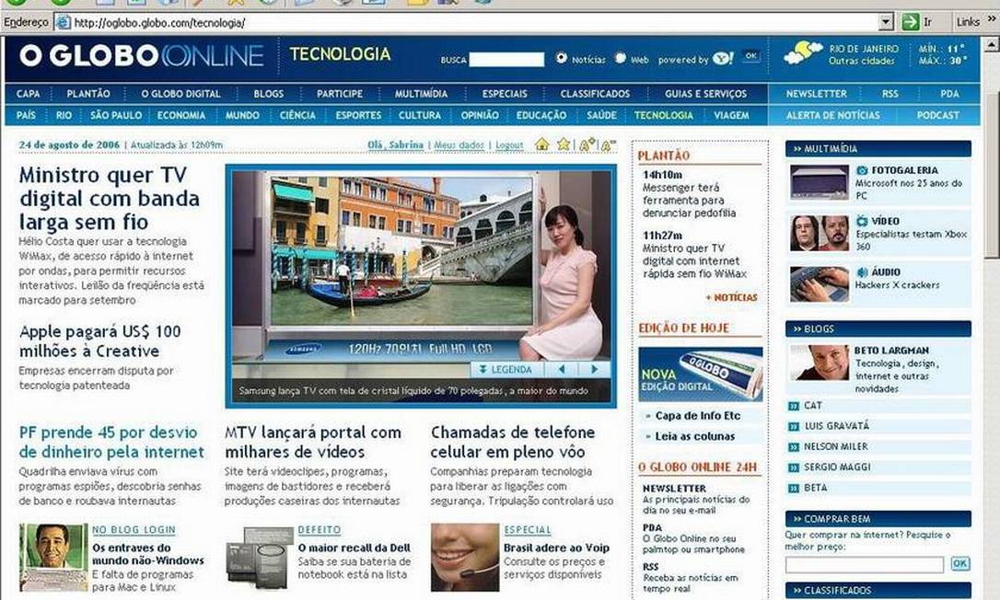 Endereço
http://oglobo.globo.com/tecnologia/
Ir
Links »
O GLOBO ONLINE
TECNOLOGIA
BUSCA
Notícias
Web
powered by Y!
OK
RIO DE JANEIRO
Outras cidades
MÍN.: 11°
MÁX.: 30°
CAPA
PLANTÃO
O GLOBO DIGITAL
BLOGS
PARTICIPE
MULTIMÍDIA
ESPECIAIS
CLASSIFICADOS
GUIAS E SERVIÇOS
NEWSLETTER
RSS
PDA
PAÍS
RIO
SÃO PAULO
ECONOMIA
MUNDO
CIÊNCIA
ESPORTES
CULTURA
OPINIÃO
EDUCAÇÃO
SAÚDE
TECNOLOGIA
VIAGEM
ALERTA DE NOTÍCIAS
PODCAST
24 de agosto de 2006 | Atualizada às 12h09m
Olá, Sabrina | Meus dados | Logout
A+ | A-
Ministro quer TV
digital com banda
larga sem fio
Hélio Costa quer usar a tecnologia
WiMax, de acesso rápido à internet
por ondas, para permitir recursos
interativos. Leilão da freqüência está
marcado para setembro
Apple pagará US$ 100
milhões à Creative
Empresas encerram disputa por
tecnologia patenteada
SAMSUNG
120Hz 70인치 Full HD LCD
LEGENDA
Samsung lança TV com tela de cristal líquido de 70 polegadas, a maior do mundo
PF prende 45 por desvio
de dinheiro pela internet
Quadrilha enviava vírus com
programas espiões, descobria senhas
de banco e roubava internautas
MTV lançará portal com
milhares de vídeos
Site terá videoclipes, programas,
imagens de bastidores e receberá
produções caseiras dos internautas
Chamadas de telefone
celular em pleno vôo
Companhias preparam tecnologia
para liberar as ligações com
segurança. Tripulação controlará uso
NO BLOG LOGIN
Os entraves do
mundo não-Windows
E falta de programas
para Mac e Linux
DEFEITO
O maior recall da Dell
Saiba se sua bateria de
notebook está na lista
ESPECIAL
Brasil adere ao Voip
Consulte os preços e
serviços disponíveis
PLANTÃO
14h10m
Messenger terá
ferramenta para
denunciar pedofilia
11h27m
Ministro quer TV
digital com internet
rápida sem fio WiMax
+ NOTÍCIAS
EDIÇÃO DE HOJE
O GLOBO
NOVA
EDIÇÃO DIGITAL
» Capa de Info Etc
» Leia as colunas
O GLOBO ONLINE 24H
NEWSLETTER
As principais notícias do
dia no seu e-mail
PDA
O Globo Online no seu
palmtop ou smartphone
RSS
Receba as notícias em
tempo real
» MULTIMÍDIA
FOTOGALERIA
Microsoft nos 25 anos do
PC
VÍDEO
Especialistas testam Xbox
360
ÁUDIO
Hackers X crackers
» BLOGS
BETO LARGMAN
Tecnologia, design,
internet e outras
novidades
» CAT
» LUIS GRAVATÁ
» NELSON MILER
» SERGIO MAGGI
» BETA
» COMPRAR BEM
Quer comprar na internet? Pesquise o
melhor preço:
OK
» CLASSIFICADOS